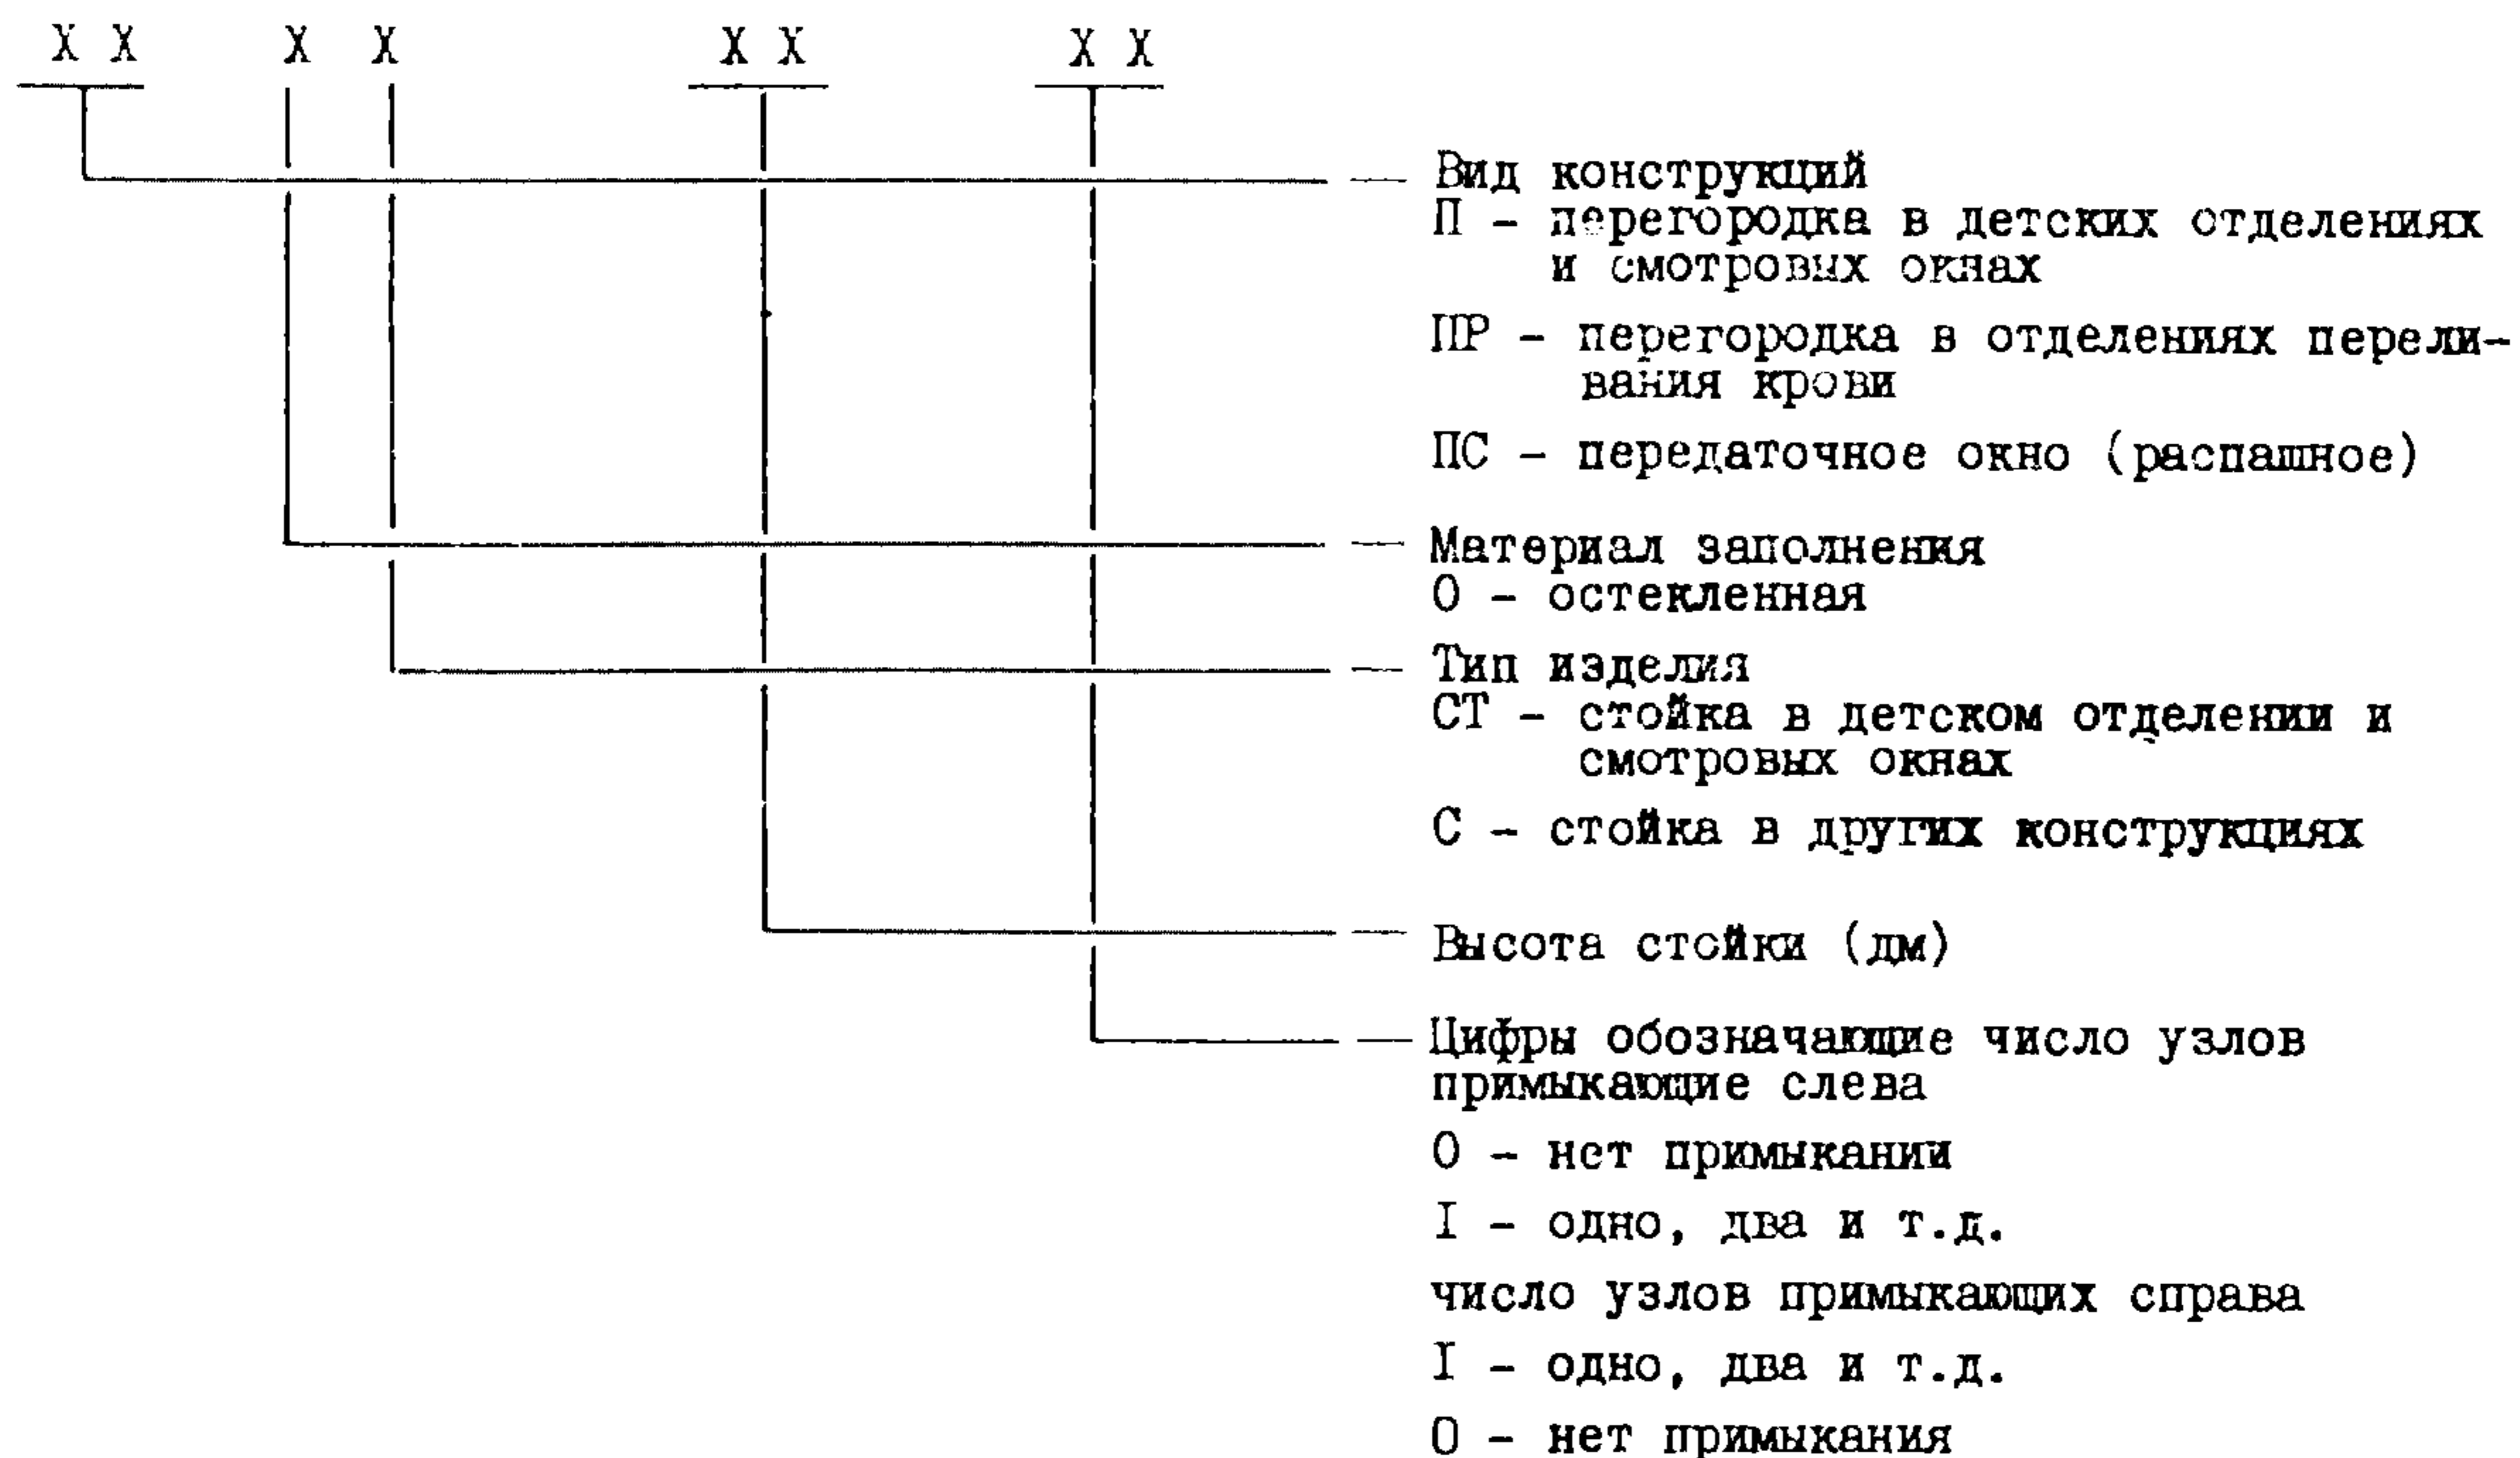 Х Х Х Х Х Х Х Х
Вид конструкций
П - перегородка в детских отделениях
и смотровых окнах
ПР - перегородка в отделениях перели-
вания крови
ПС - передаточное окно (распашное)
Материал заполнения
О - остекленная
Тип изделия
СТ - стойка в детском отделении и
смотровых окнах
С - стойка в других конструкциях
Высота стойки (дм)
Цифры обозначающие число узлов
примыкающие слева
О - нет примыкании
I - одно, два и т.д.
число узлов примыкающих справа
I - одно, два и т.д.
О - нет примыкания